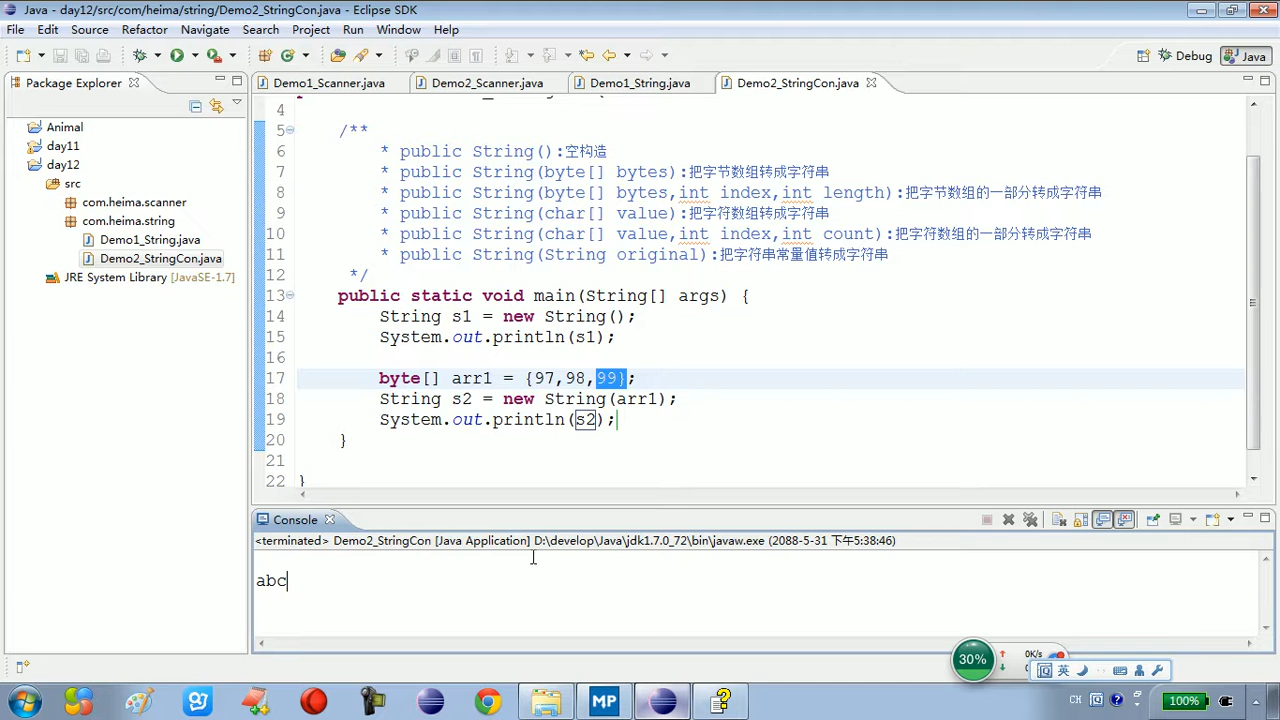 Java - day12/src/com/heima/string/Demo2_StringCon.java - Eclipse SDK
File Edit Source Refactor Navigate Search Project Run Window Help
Debug Java
Package Explorer
Demo1_Scanner.java Demo2_Scanner.java Demo1_String.java Demo2_StringCon.java
Animal
day11
day12
src
com.heima.scanner
com.heima.string
Demo1_String.java
Demo2_StringCon.java
JRE System Library [JavaSE-1.7]
4
5 /**
6 * public String():空构造
7 * public String(byte[] bytes):把字节数组转成字符串
8 * public String(byte[] bytes,int index,int length):把字节数组的一部分转成字符串
9 * public String(char[] value):把字符数组转成字符串
10 * public String(char[] value,int index,int count):把字符数组的一部分转成字符串
11 * public String(String original):把字符串常量值转成字符串
12 */
13 public static void main(String[] args) {
14 String s1 = new String();
15 System.out.println(s1);
16
17 byte[] arr1 = {97,98,99};
18 String s2 = new String(arr1);
19 System.out.println(s2);
20 }
21
22 }
Console
<terminated> Demo2_StringCon [Java Application] D:\develop\Java\jdk1.7.0_72\bin\javaw.exe (2088-5-31 下午5:38:46)
abc
30%
0K/s
英
CH
100%